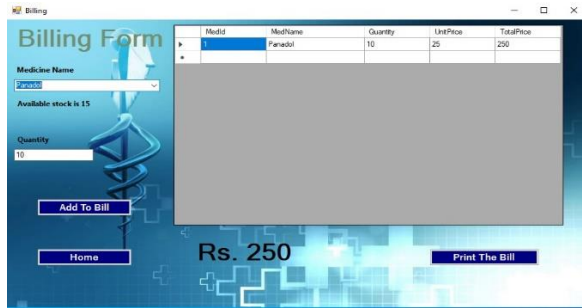 Billing
Billing Form
MedId MedName Quantity UnitPrice TotalPrice
1 Panadol 10 25 250
Medicine Name
Panadol
Available stock is 15
Quantity
10
Add To Bill
Home
Rs. 250
Print The Bill